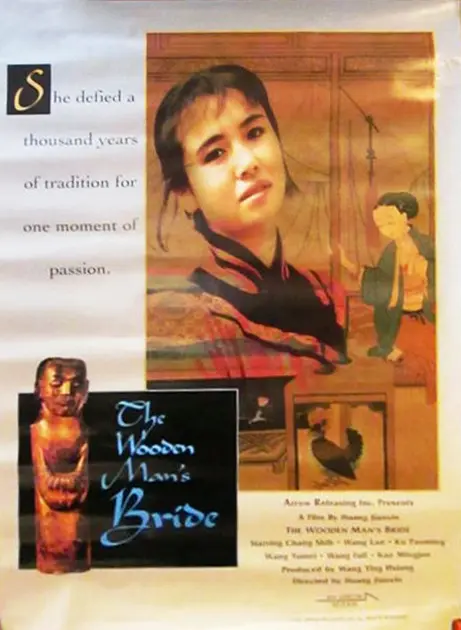 She defied a
thousand years
of tradition for
one moment of
passion.
The
Wooden
Man's
Bride
Arrow Releasing Inc. Presents
A Film By Huang Jianxin
THE WOODEN MAN'S BRIDE
Starring Chang Shih • Wang Lan • Ku Paoming
Wang Yumei • Wang Fuli • Kao Mingjun
Produced by Wang Ying Hsiang
Directed by Huang Jianxin